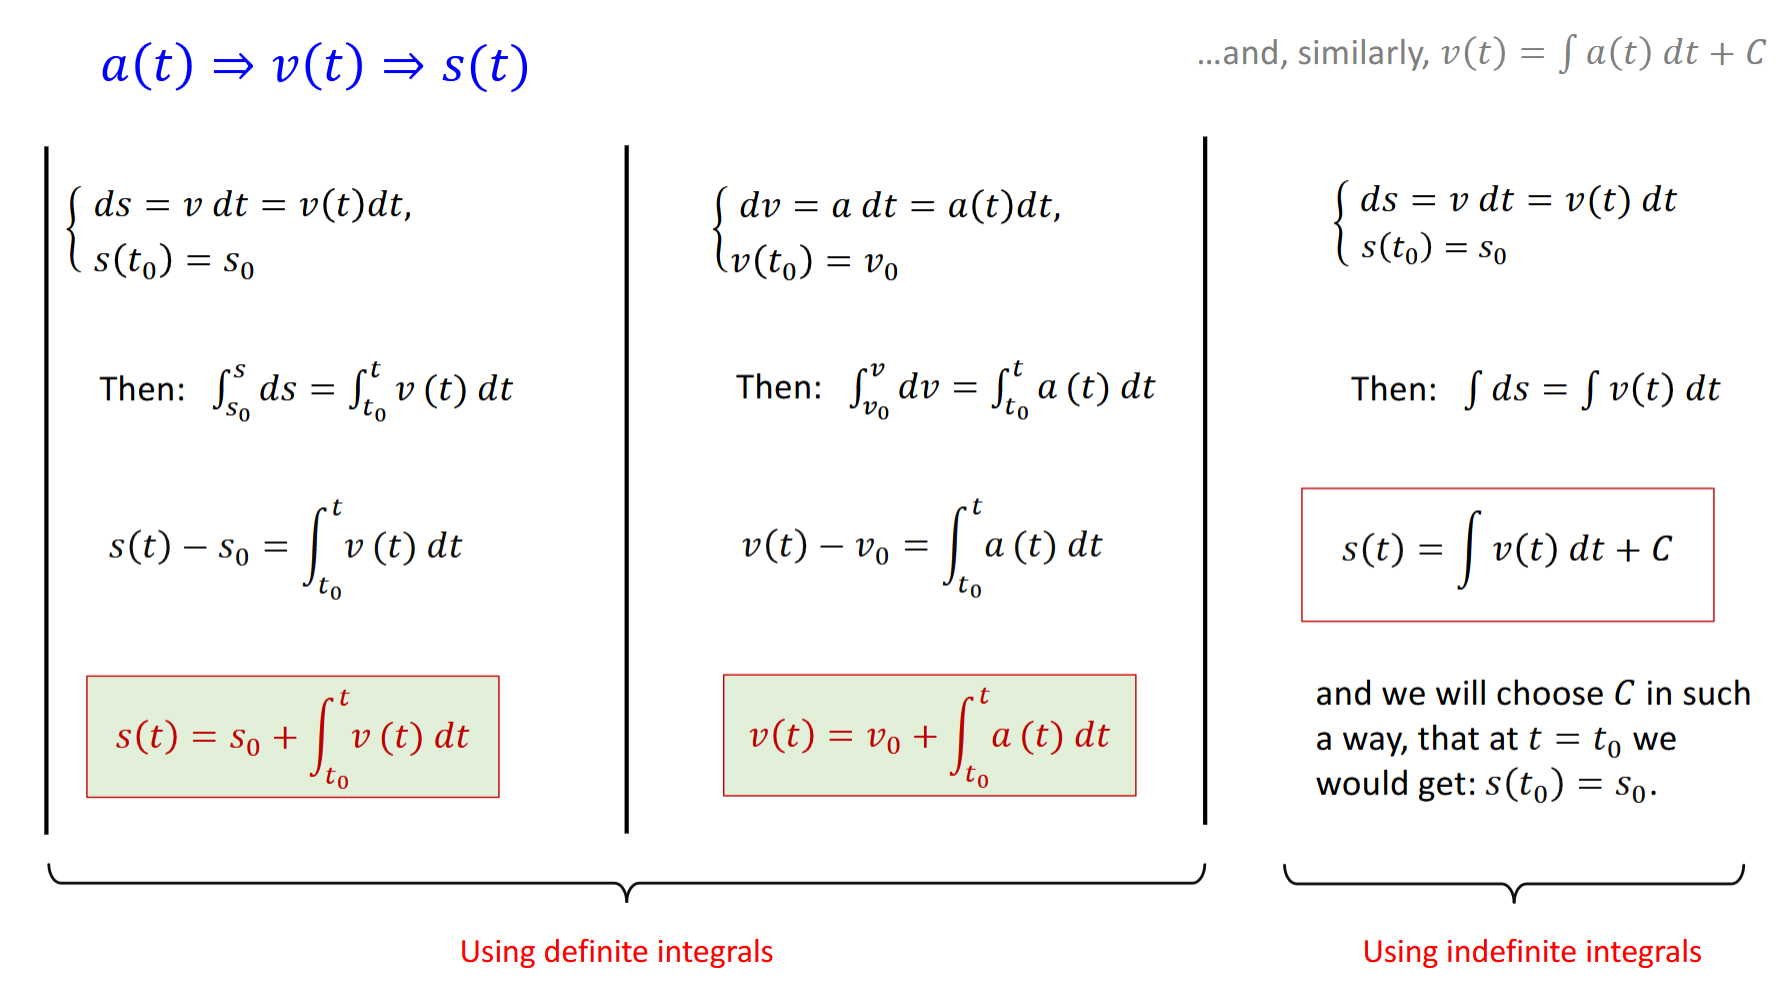 a(t) ⇒ v(t) ⇒ s(t)
...and, similarly, v(t) = ∫ a(t) dt + C
{ ds = v dt = v(t)dt,
s(t₀) = s₀
Then: ∫_{s₀}^{s} ds = ∫_{t₀}^{t} v (t) dt
s(t) − s₀ = ∫_{t₀}^{t} v (t) dt
s(t) = s₀ + ∫_{t₀}^{t} v (t) dt
{ dv = a dt = a(t)dt,
v(t₀) = v₀
Then: ∫_{v₀}^{v} dv = ∫_{t₀}^{t} a (t) dt
v(t) − v₀ = ∫_{t₀}^{t} a (t) dt
v(t) = v₀ + ∫_{t₀}^{t} a (t) dt
Using definite integrals
{ ds = v dt = v(t) dt
s(t₀) = s₀
Then: ∫ ds = ∫ v(t) dt
s(t) = ∫ v(t) dt + C
and we will choose C in such
a way, that at t = t₀ we
would get: s(t₀) = s₀.
Using indefinite integrals